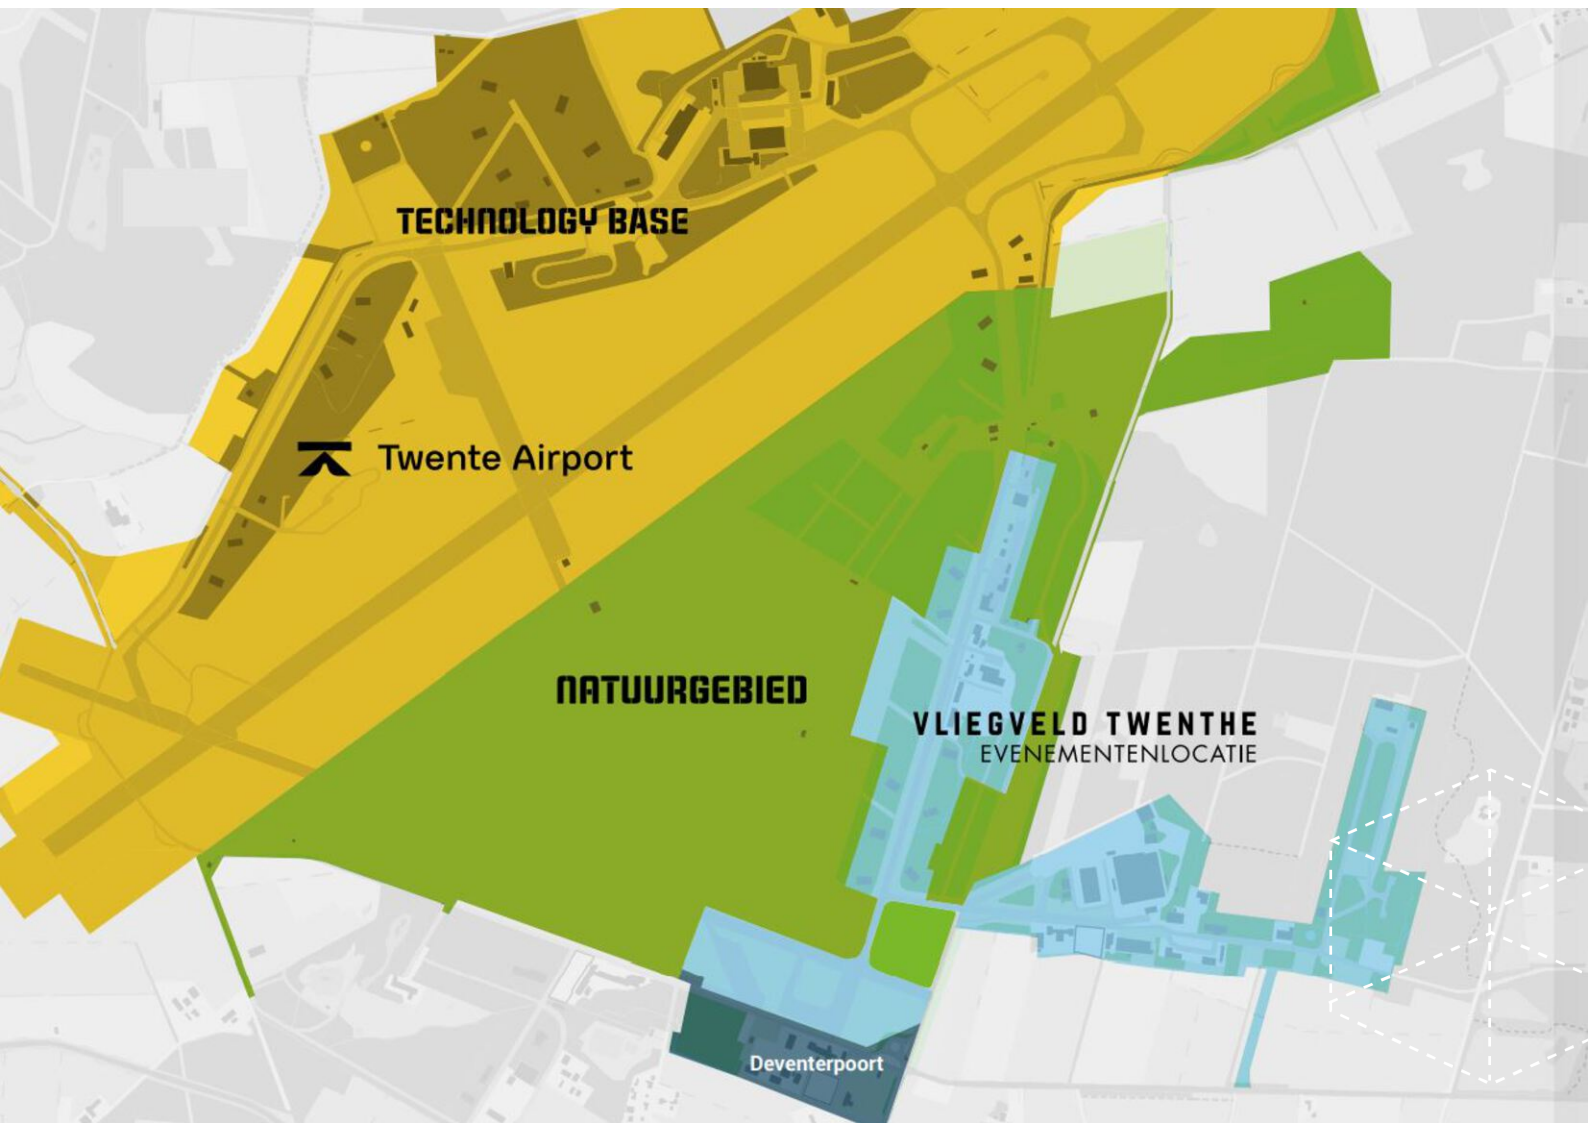 TECHNOLOGY BASE
Twente Airport
NATUURGEBIED
VLIEGVELD TWENTHE
EVENEMENTENLOCATIE
Deventerpoort